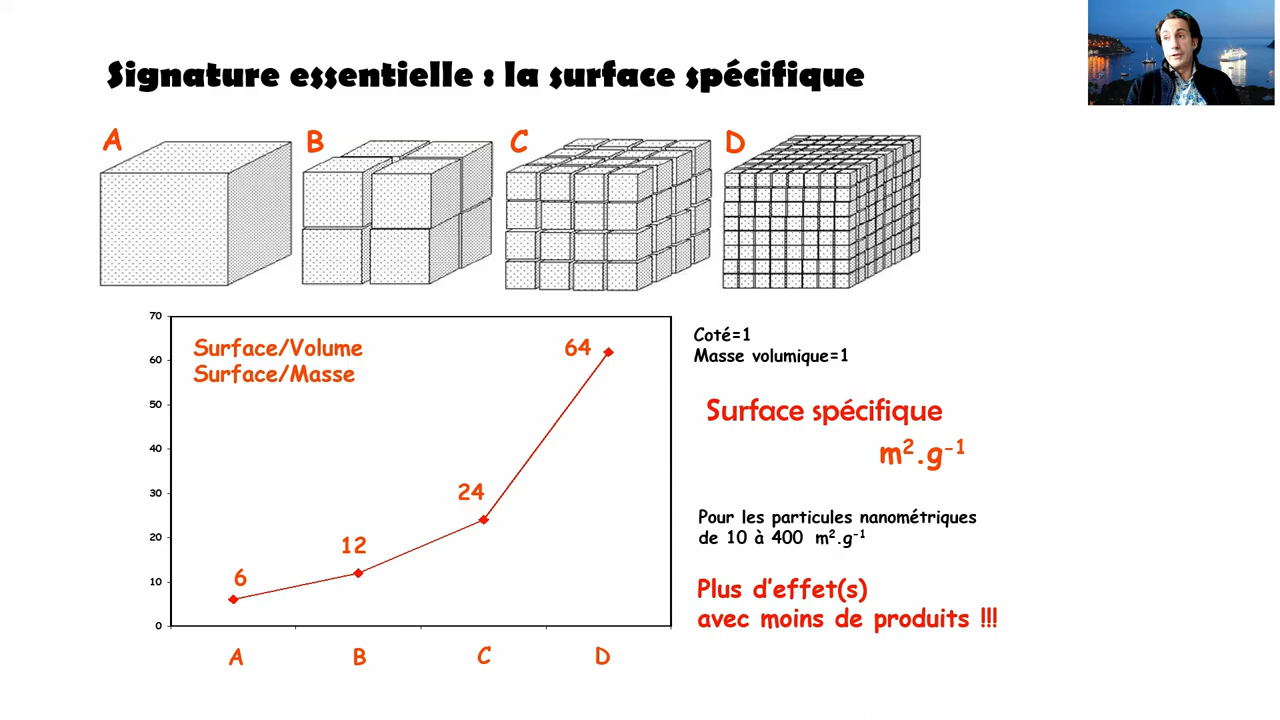 Signature essentielle : la surface spécifique
A
B
C
D
70
60
50
40
30
20
10
0
Surface/Volume
Surface/Masse
6
12
24
64
A
B
C
D
Coté=1
Masse volumique=1
Surface spécifique
m².g⁻¹
Pour les particules nanométriques
de 10 à 400 m².g⁻¹
Plus d'effet(s)
avec moins de produits !!!